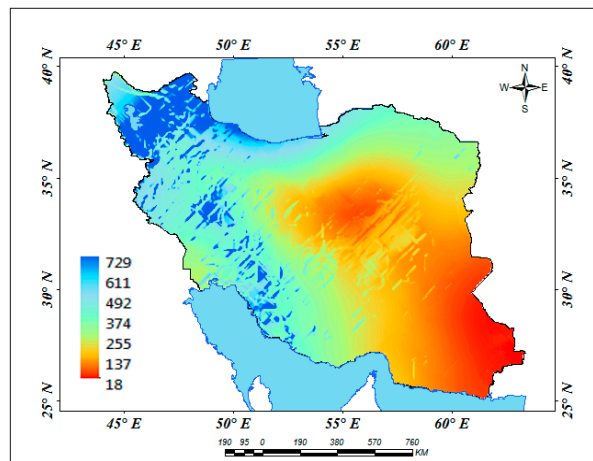 45° E 50° E 55° E 60° E
40° N 40° N
N
W E
S
35° N 35° N
729
611
492
374
255
137
18
30° N 30° N
25° N 25° N
45° E 50° E 55° E 60° E
190 95 0 190 380 570 760
KM